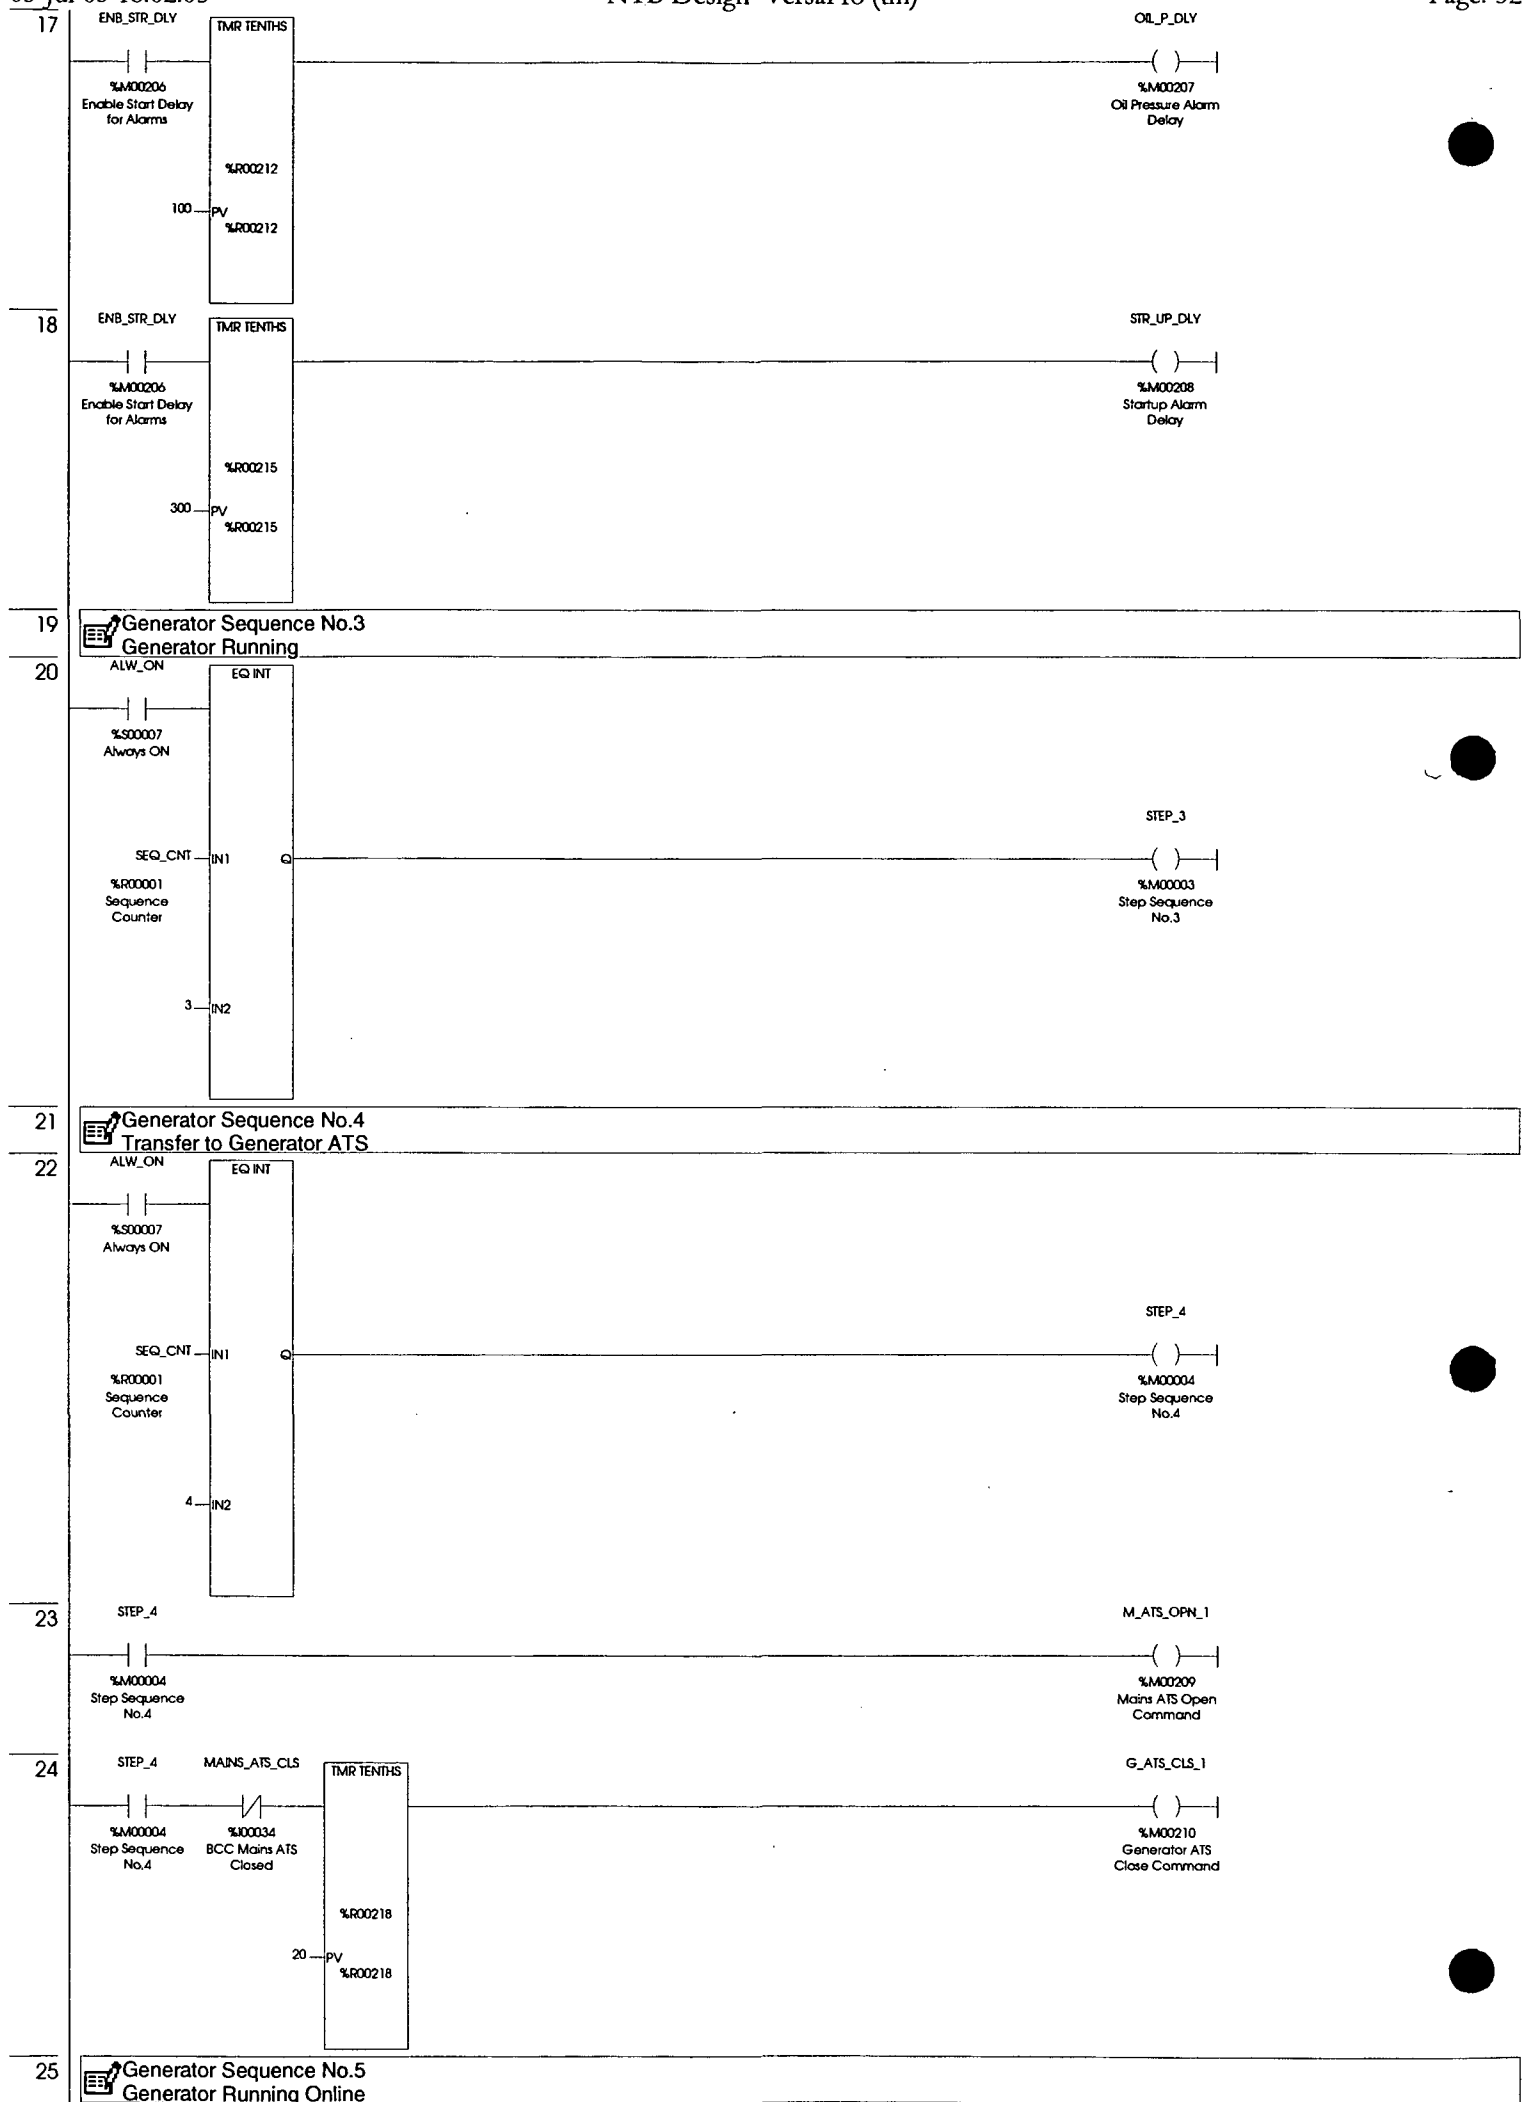 17
ENB_STR_DLY
TMR TENTHS
OIL_P_DLY
%M00206
Enable Start Delay
for Alarms
%M00207
Oil Pressure Alarm
Delay
%R00212
100
PV
%R00212
18
ENB_STR_DLY
TMR TENTHS
STR_UP_DLY
%M00206
Enable Start Delay
for Alarms
%M00208
Startup Alarm
Delay
%R00215
300
PV
%R00215
19
Generator Sequence No.3
Generator Running
20
ALW_ON
EQ INT
%S00007
Always ON
STEP_3
SEQ_CNT
IN1
Q
%R00001
Sequence
Counter
%M00003
Step Sequence
No.3
3
IN2
21
Generator Sequence No.4
Transfer to Generator ATS
22
ALW_ON
EQ INT
%S00007
Always ON
STEP_4
SEQ_CNT
IN1
Q
%R00001
Sequence
Counter
%M00004
Step Sequence
No.4
4
IN2
23
STEP_4
M_ATS_OPN_1
%M00004
Step Sequence
No.4
%M00209
Mains ATS Open
Command
24
STEP_4
MAINS_ATS_CLS
TMR TENTHS
G_ATS_CLS_1
%M00004
Step Sequence
No.4
%I00034
BCC Mains ATS
Closed
%M00210
Generator ATS
Close Command
%R00218
20
PV
%R00218
25
Generator Sequence No.5
Generator Running Online